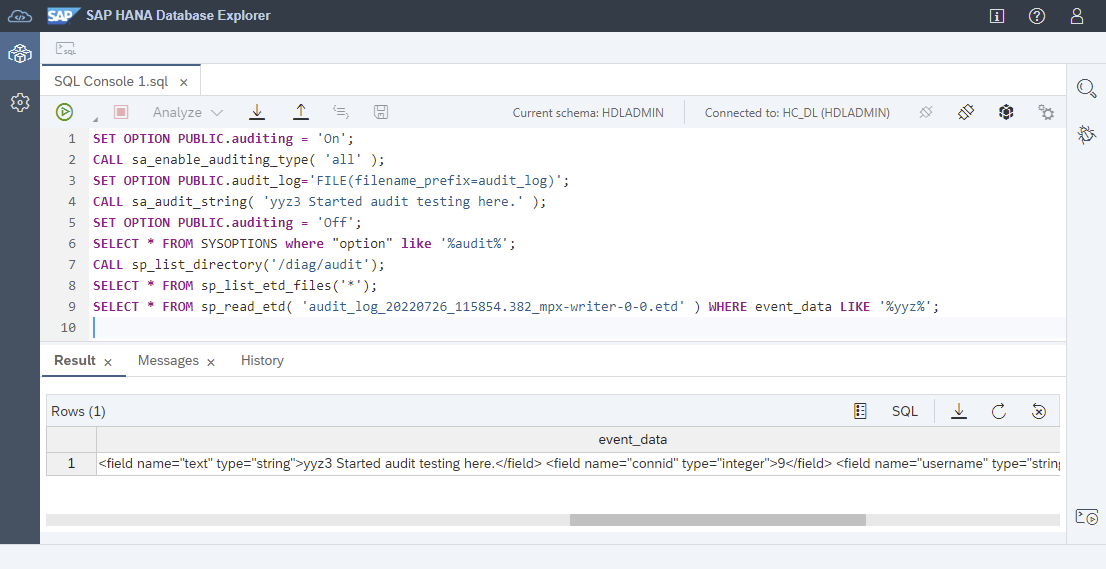 SAP SAP HANA Database Explorer
SQL
SQL Console 1.sql
Analyze Current schema: HDLADMIN Connected to: HC_DL (HDLADMIN)
1 SET OPTION PUBLIC.auditing = 'On';
2 CALL sa_enable_auditing_type( 'all' );
3 SET OPTION PUBLIC.audit_log='FILE(filename_prefix=audit_log)';
4 CALL sa_audit_string( 'yyz3 Started audit testing here.' );
5 SET OPTION PUBLIC.auditing = 'Off';
6 SELECT * FROM SYSOPTIONS where "option" like '%audit%';
7 CALL sp_list_directory('/diag/audit');
8 SELECT * FROM sp_list_etd_files('*');
9 SELECT * FROM sp_read_etd( 'audit_log_20220726_115854.382_mpx-writer-0-0.etd' ) WHERE event_data LIKE '%yyz%';
10
Result Messages History
Rows (1) SQL
event_data
1 <field name="text" type="string">yyz3 Started audit testing here.</field> <field name="connid" type="integer">9</field> <field name="username" type="string